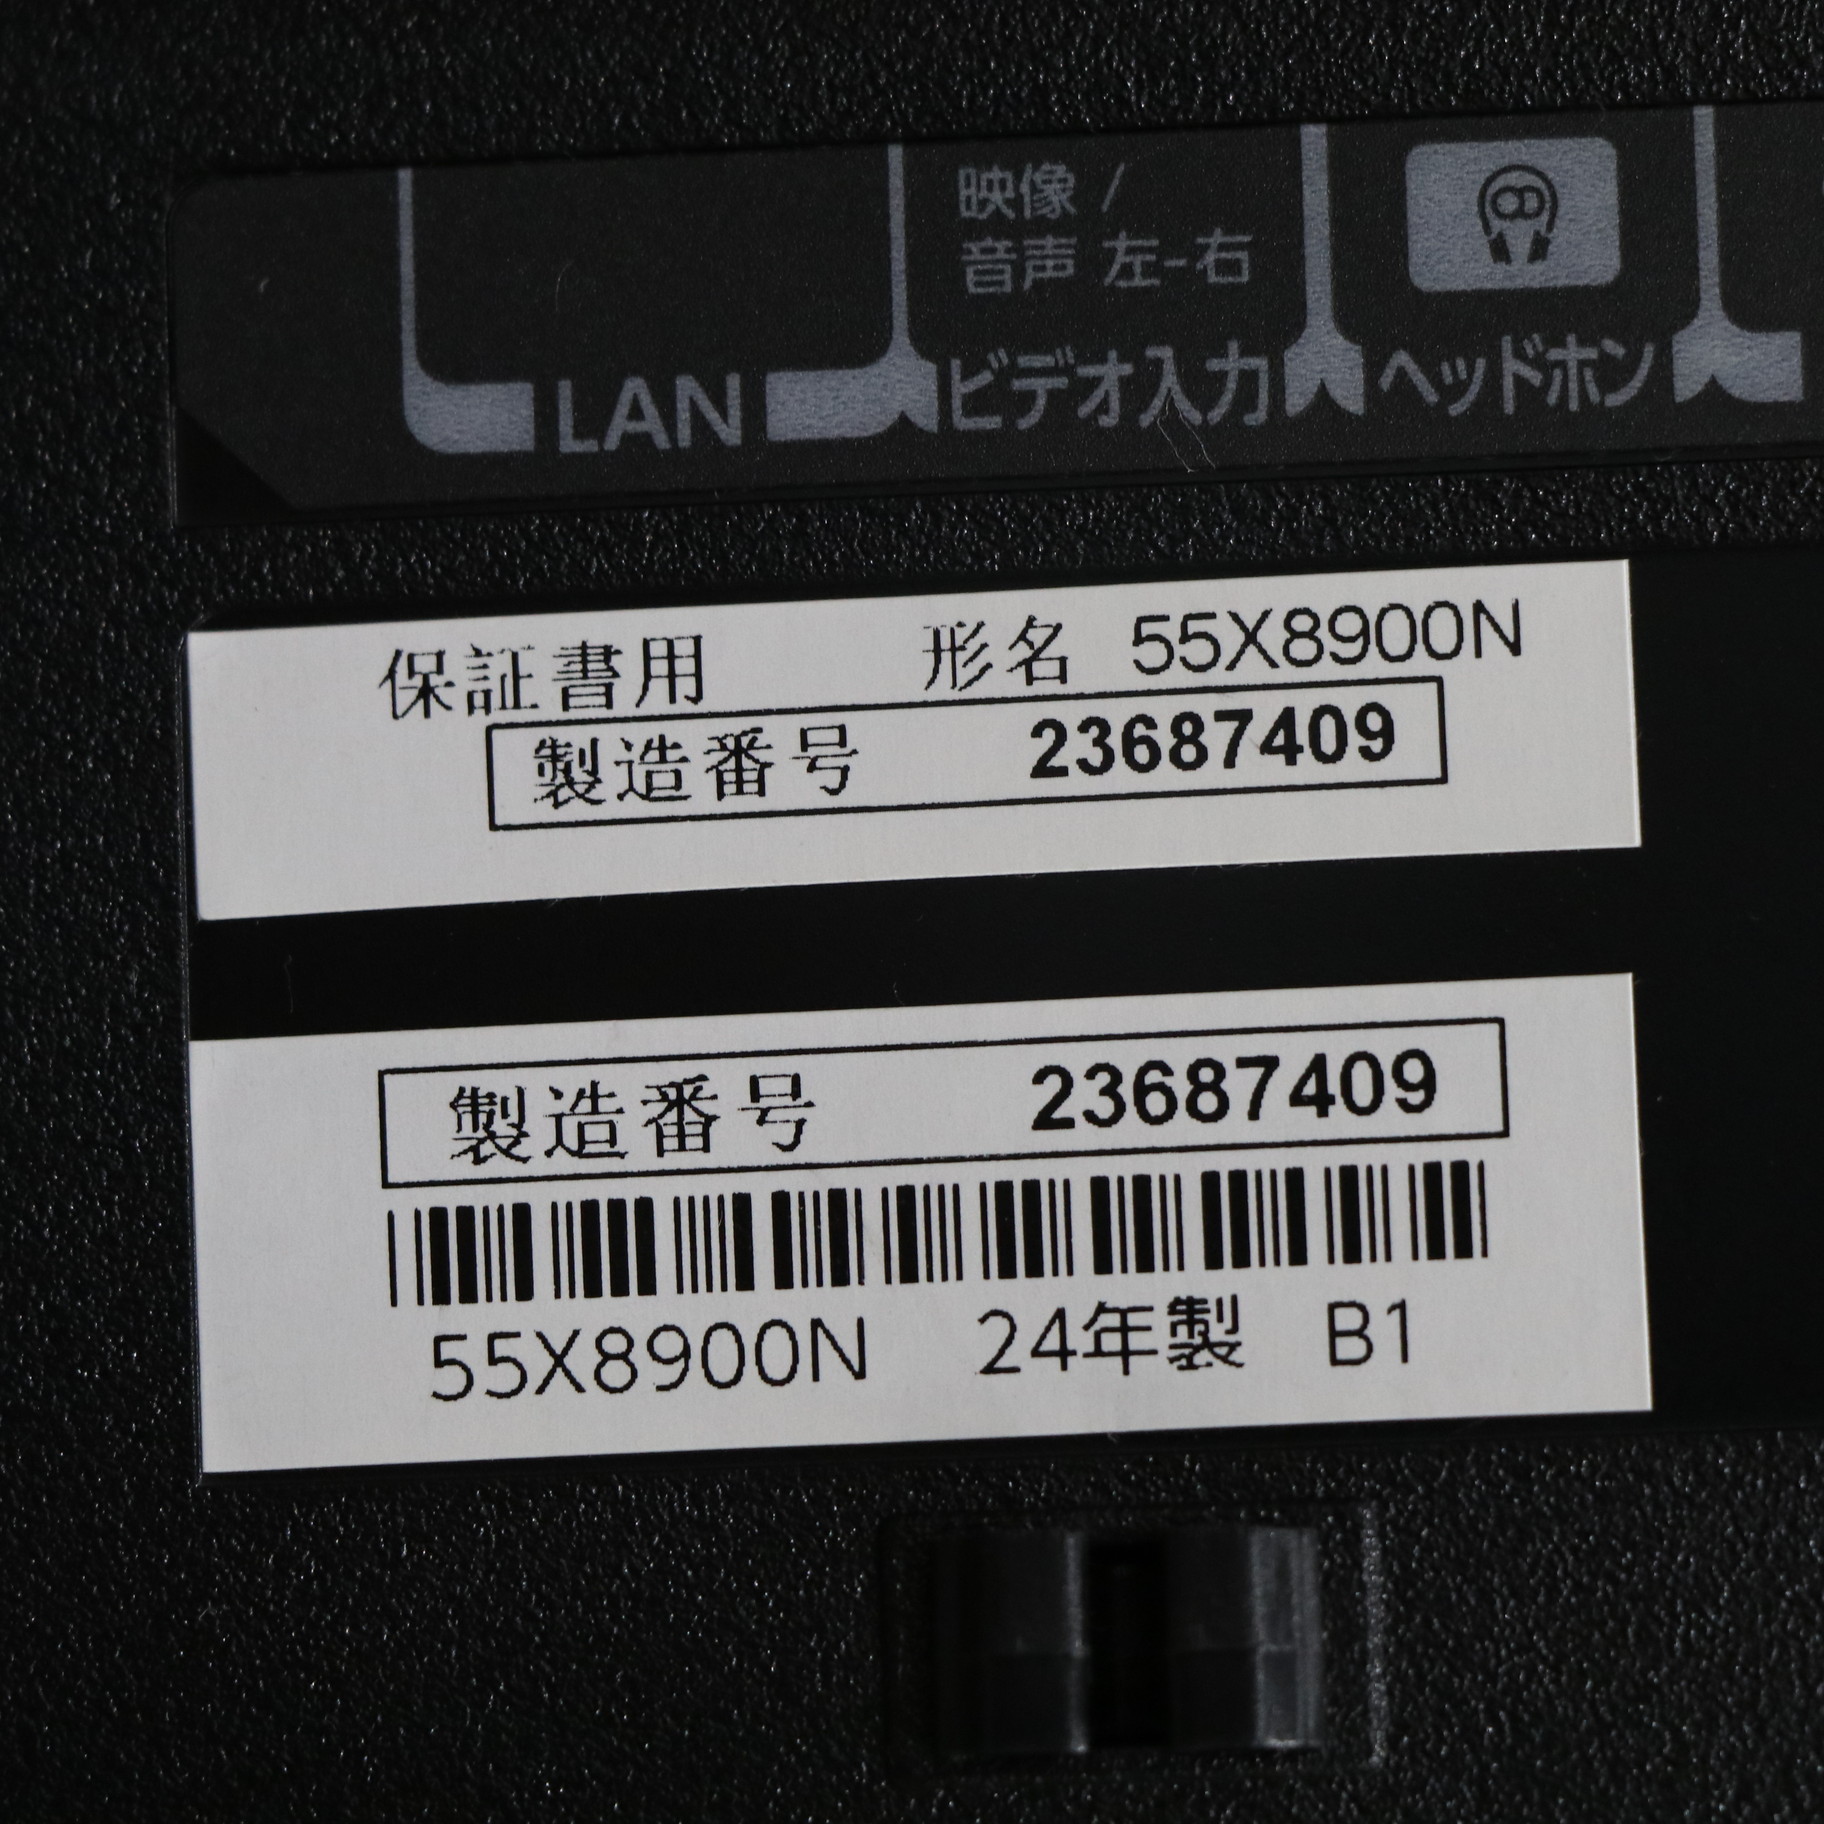 映像 /
音声 左-右
LAN ビデオ入力 ヘッドホン
保証書用 形名 55X8900N
製造番号 23687409
製造番号 23687409
55X8900N 24年製 B1